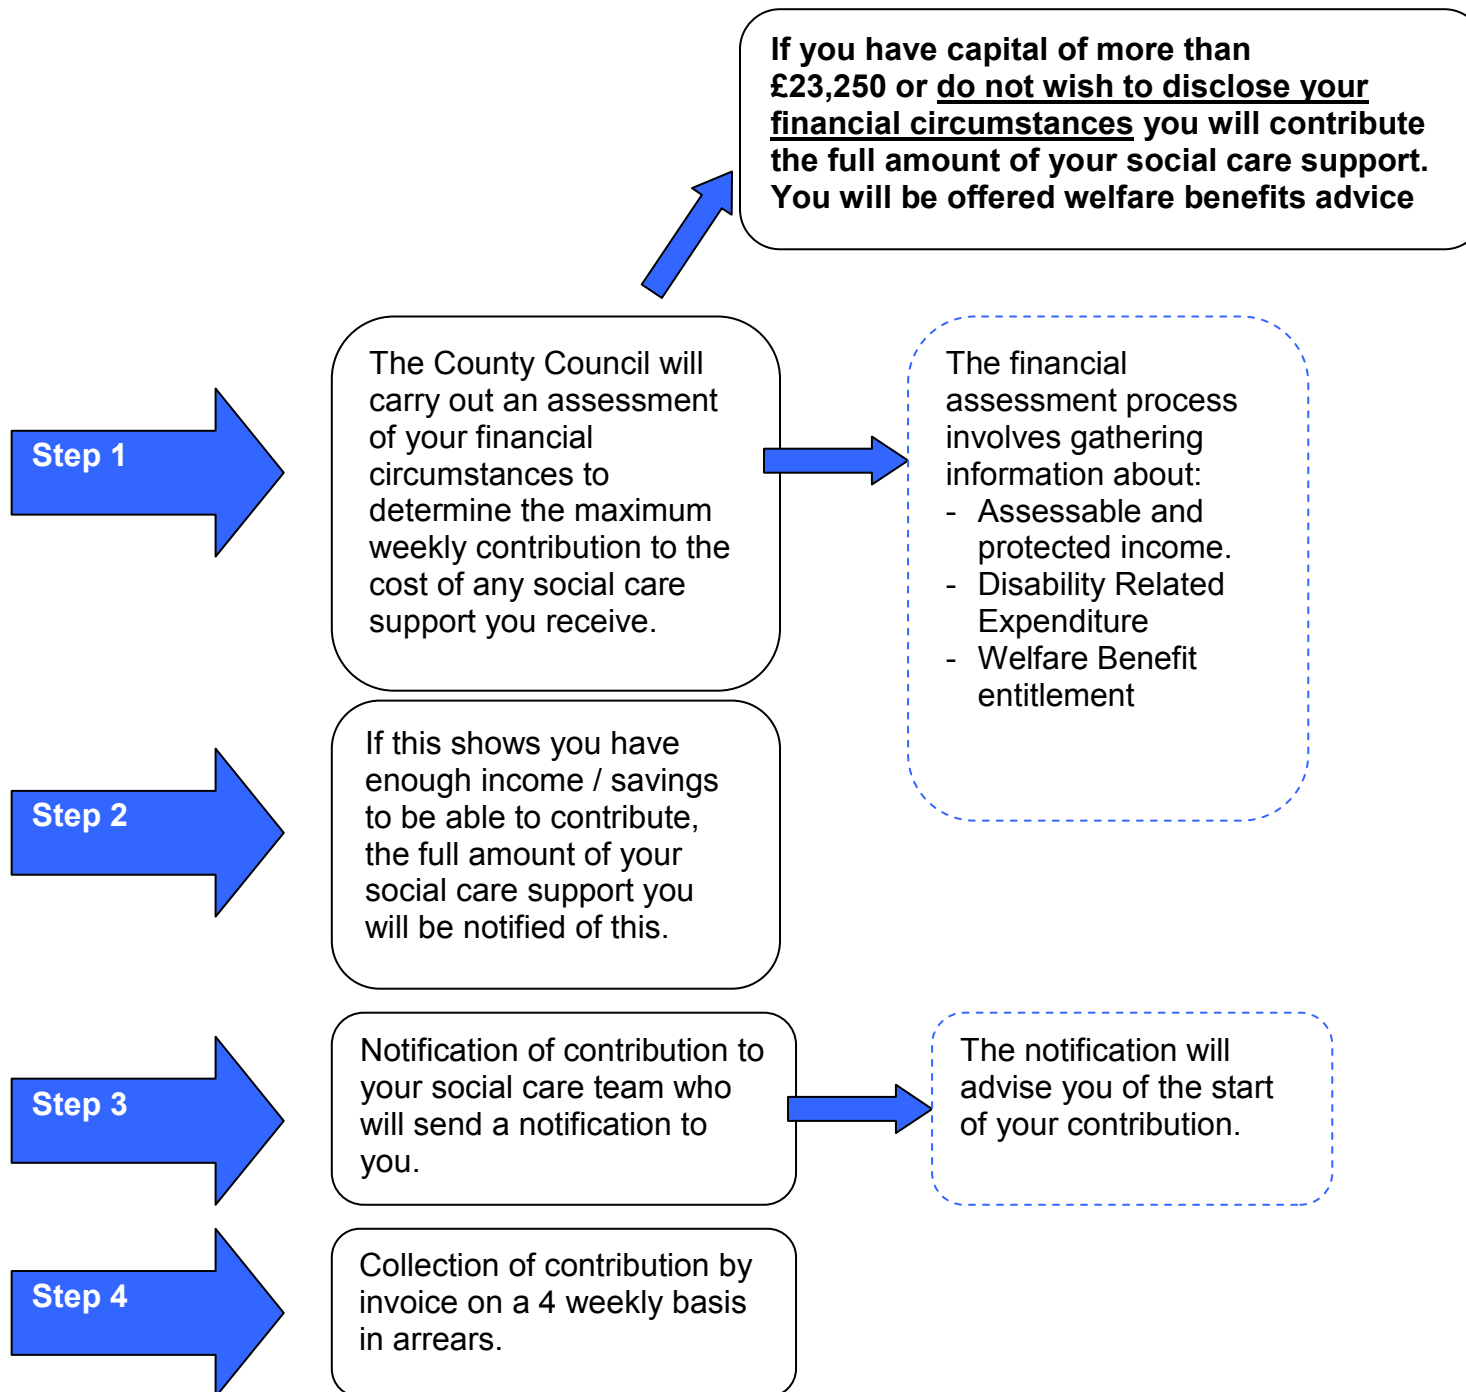 If you have capital of more than
£23,250 or do not wish to disclose your
financial circumstances you will contribute
the full amount of your social care support.
You will be offered welfare benefits advice
Step 1
The County Council will
carry out an assessment
of your financial
circumstances to
determine the maximum
weekly contribution to the
cost of any social care
support you receive.
The financial
assessment process
involves gathering
information about:
- Assessable and
protected income.
- Disability Related
Expenditure
- Welfare Benefit
entitlement
Step 2
If this shows you have
enough income / savings
to be able to contribute,
the full amount of your
social care support you
will be notified of this.
Step 3
Notification of contribution to
your social care team who
will send a notification to
you.
The notification will
advise you of the start
of your contribution.
Step 4
Collection of contribution by
invoice on a 4 weekly basis
in arrears.